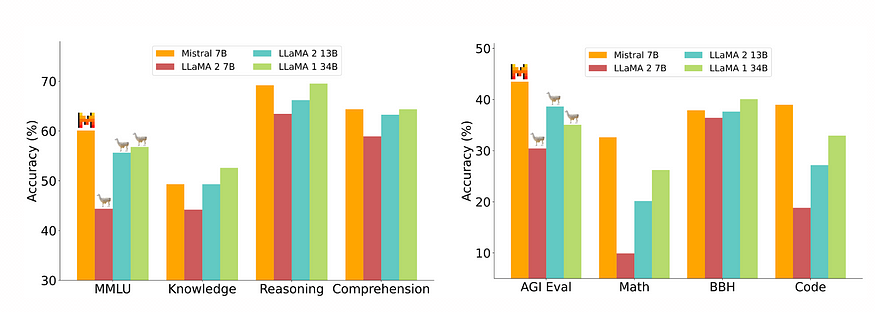 Mistral 7B
LLaMA 2 7B
LLaMA 2 13B
LLaMA 1 34B
Accuracy (%)
70
60
50
40
30
MMLU
Knowledge
Reasoning
Comprehension
Mistral 7B
LLaMA 2 7B
LLaMA 2 13B
LLaMA 1 34B
Accuracy (%)
50
40
30
20
10
AGI Eval
Math
BBH
Code